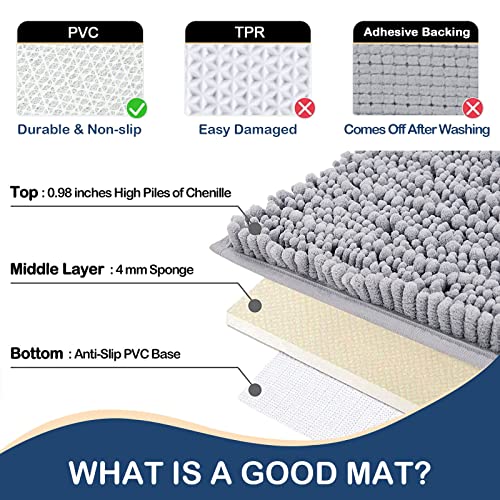 PVC
TPR
Adhesive Backing
Durable & Non-slip
Easy Damaged
Comes Off After Washing
Top : 0.98 inches High Piles of Chenille
Middle Layer : 4 mm Sponge
Bottom : Anti-Slip PVC Base
WHAT IS A GOOD MAT?